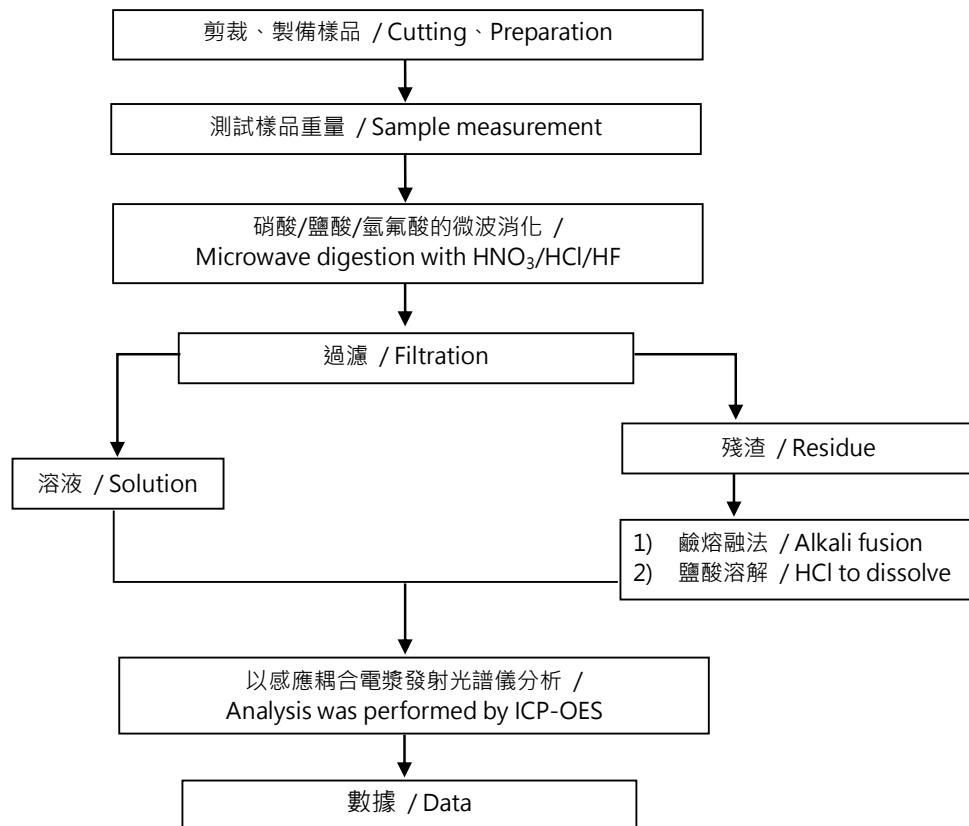 剪裁、製備樣品 / Cutting、Preparation
測試樣品重量 / Sample measurement
硝酸/鹽酸/氫氟酸的微波消化 /
Microwave digestion with HNO₃/HCl/HF
過濾 / Filtration
溶液 / Solution
殘渣 / Residue
1) 鹼熔融法 / Alkali fusion
2) 鹽酸溶解 / HCl to dissolve
以感應耦合電漿發射光譜儀分析 /
Analysis was performed by ICP-OES
數據 / Data